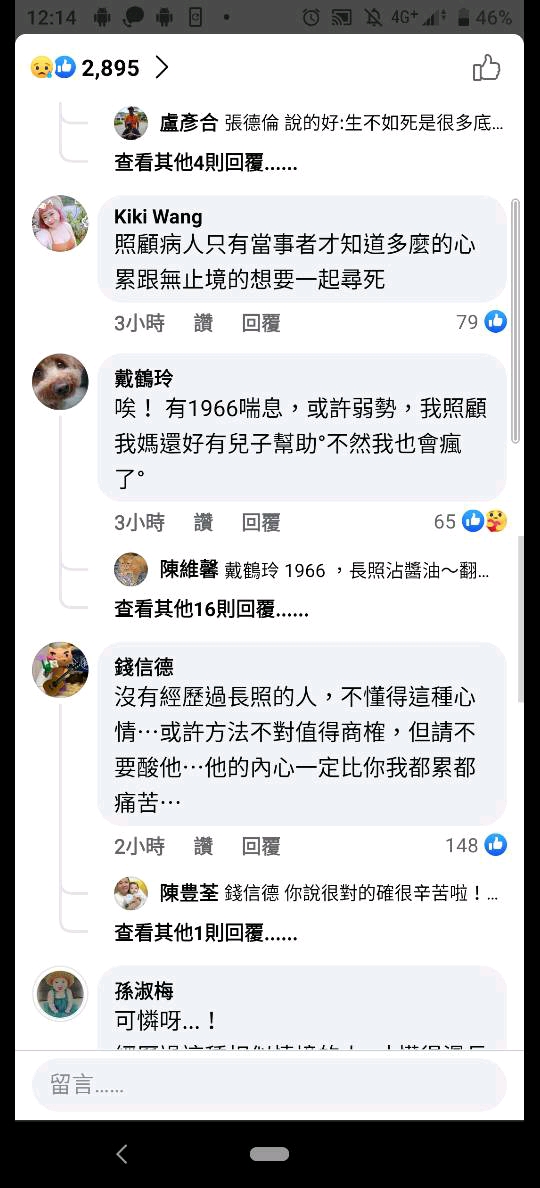 12:14
4G+
46%
2,895
盧彥合 張德倫 說的好:生不如死是很多底...
查看其他4則回覆......
Kiki Wang
照顧病人只有當事者才知道多麼的心
累跟無止境的想要一起尋死
3小時 讚 回覆 79
戴鶴玲
唉！ 有1966喘息，或許弱勢，我照顧
我媽還好有兒子幫助°不然我也會瘋
了°
3小時 讚 回覆 65
陳維馨 戴鶴玲 1966 ，長照沾醬油～翻...
查看其他16則回覆......
錢信德
沒有經歷過長照的人，不懂得這種心
情⋯或許方法不對值得商榷，但請不
要酸他⋯他的內心一定比你我都累都
痛苦⋯
2小時 讚 回覆 148
陳豊荃 錢信德 你說很對的確很辛苦啦！...
查看其他1則回覆......
孫淑梅
可憐呀...！
留言......